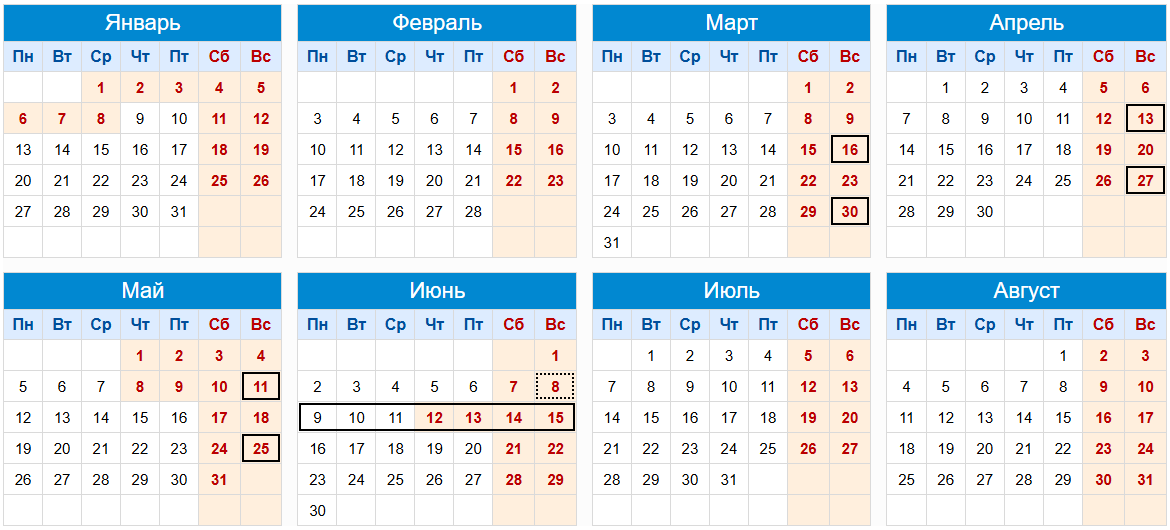 Январь Февраль Март Апрель
Пн Вт Ср Чт Пт Сб Вс Пн Вт Ср Чт Пт Сб Вс Пн Вт Ср Чт Пт Сб Вс Пн Вт Ср Чт Пт Сб Вс
1 2 3 4 5 1 2 1 2 1 2 3 4 5 6
6 7 8 9 10 11 12 3 4 5 6 7 8 9 3 4 5 6 7 8 9 7 8 9 10 11 12 13
13 14 15 16 17 18 19 10 11 12 13 14 15 16 10 11 12 13 14 15 16 14 15 16 17 18 19 20
20 21 22 23 24 25 26 17 18 19 20 21 22 23 17 18 19 20 21 22 23 21 22 23 24 25 26 27
27 28 29 30 31 24 25 26 27 28 24 25 26 27 28 29 30 28 29 30
31
Май Июнь Июль Август
Пн Вт Ср Чт Пт Сб Вс Пн Вт Ср Чт Пт Сб Вс Пн Вт Ср Чт Пт Сб Вс Пн Вт Ср Чт Пт Сб Вс
1 2 3 4 1 1 2 3 4 5 6 1 2 3
5 6 7 8 9 10 11 2 3 4 5 6 7 8 7 8 9 10 11 12 13 4 5 6 7 8 9 10
12 13 14 15 16 17 18 9 10 11 12 13 14 15 14 15 16 17 18 19 20 11 12 13 14 15 16 17
19 20 21 22 23 24 25 16 17 18 19 20 21 22 21 22 23 24 25 26 27 18 19 20 21 22 23 24
26 27 28 29 30 31 23 24 25 26 27 28 29 28 29 30 31 25 26 27 28 29 30 31
30